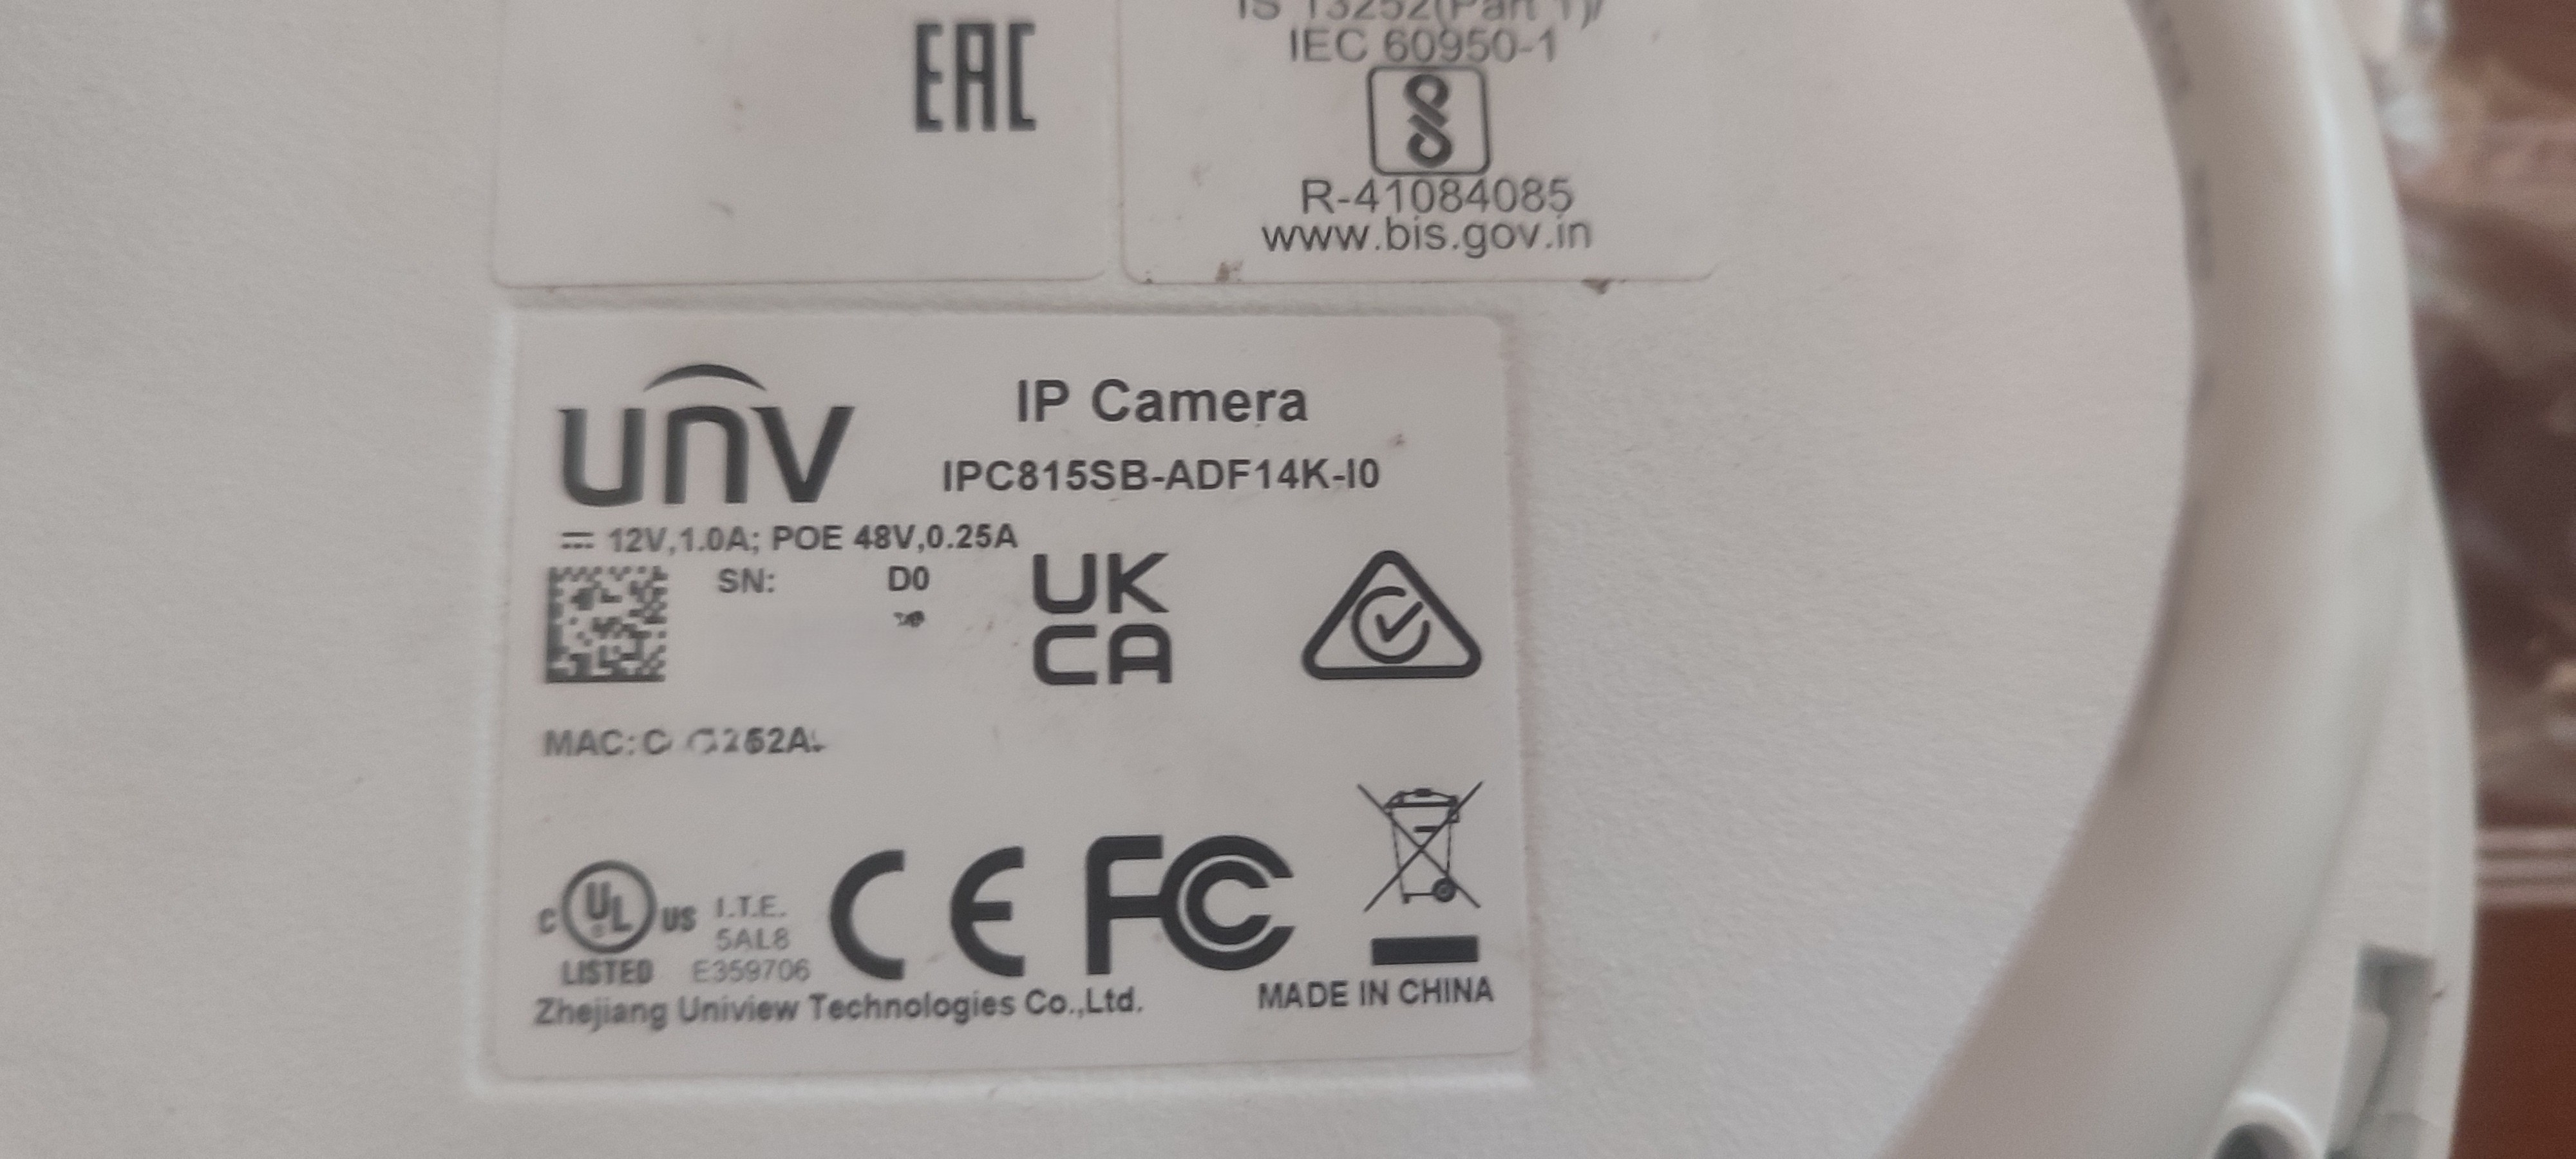 EAC
IS 13252(Part 1)/
IEC 60950-1
R-41084085
www.bis.gov.in
unv
IP Camera
IPC815SB-ADF14K-I0
12V,1.0A; POE 48V,0.25A
SN: D0
UK
CA
MAC:
C UL US
LISTED
I.T.E.
5AL8
E359706
CE FC
Zhejiang Uniview Technologies Co.,Ltd.
MADE IN CHINA